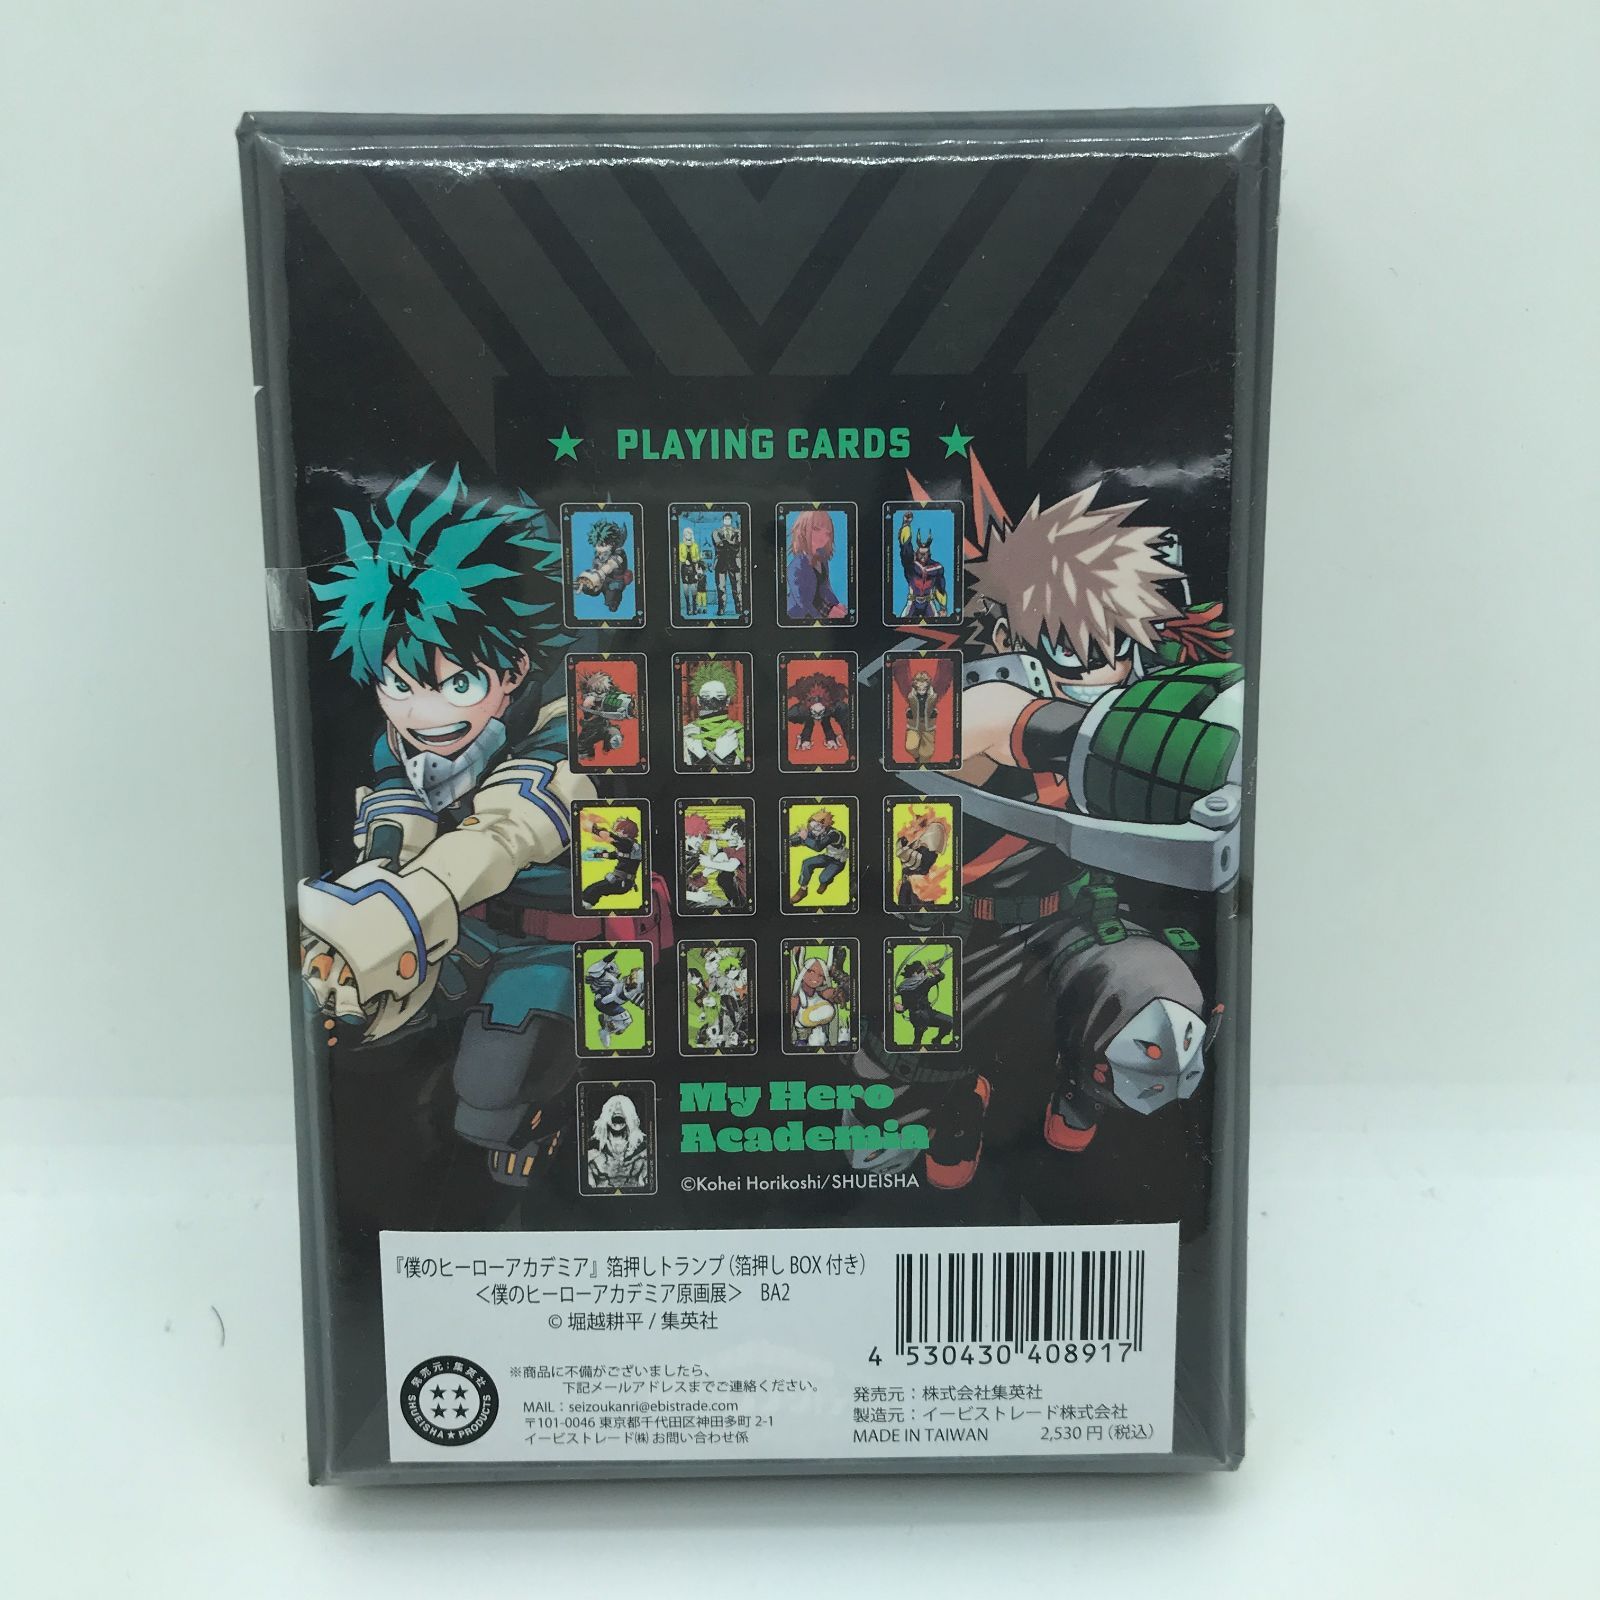 ★ PLAYING CARDS ★
My Hero
Academia
©Kohei Horikoshi/SHUEISHA
『僕のヒーローアカデミア』箔押しトランプ(箔押しBOX付き)
<僕のヒーローアカデミア原画展> BA2
© 堀越耕平 / 集英社
4 530430 408917
発売元:集英社
SHUEISHA★PRODUCTS
※商品に不備がございましたら、
下記メールアドレスまでご連絡ください。
MAIL : seizoukanri@ebistrade.com
〒101-0046 東京都千代田区神田多町 2-1
イービストレード㈱ お問い合わせ係
発売元:株式会社集英社
製造元:イービストレード株式会社
MADE IN TAIWAN 2,530円(税込)